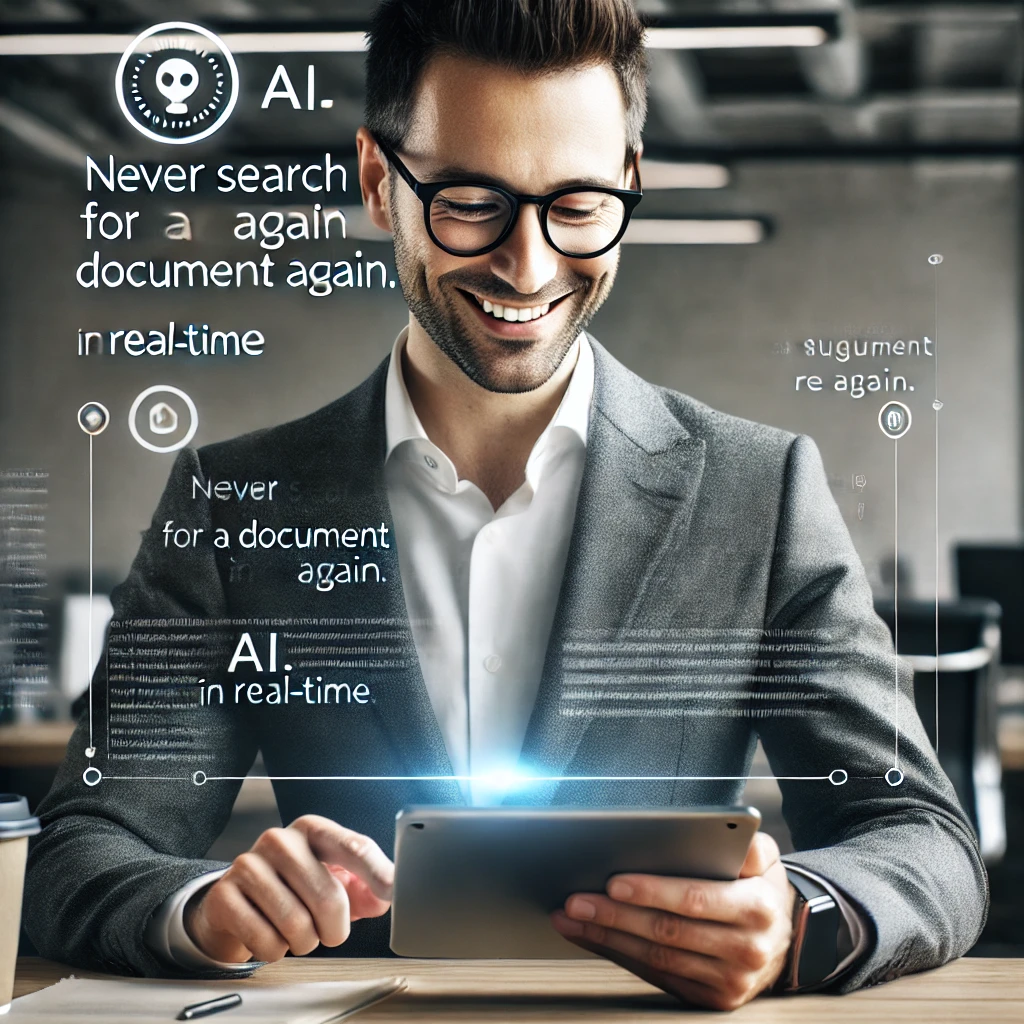 AI.
Never search
for a again
document again.
in real-time
sugument
re again.
Never
for a document
in again.
AI.
in real-time